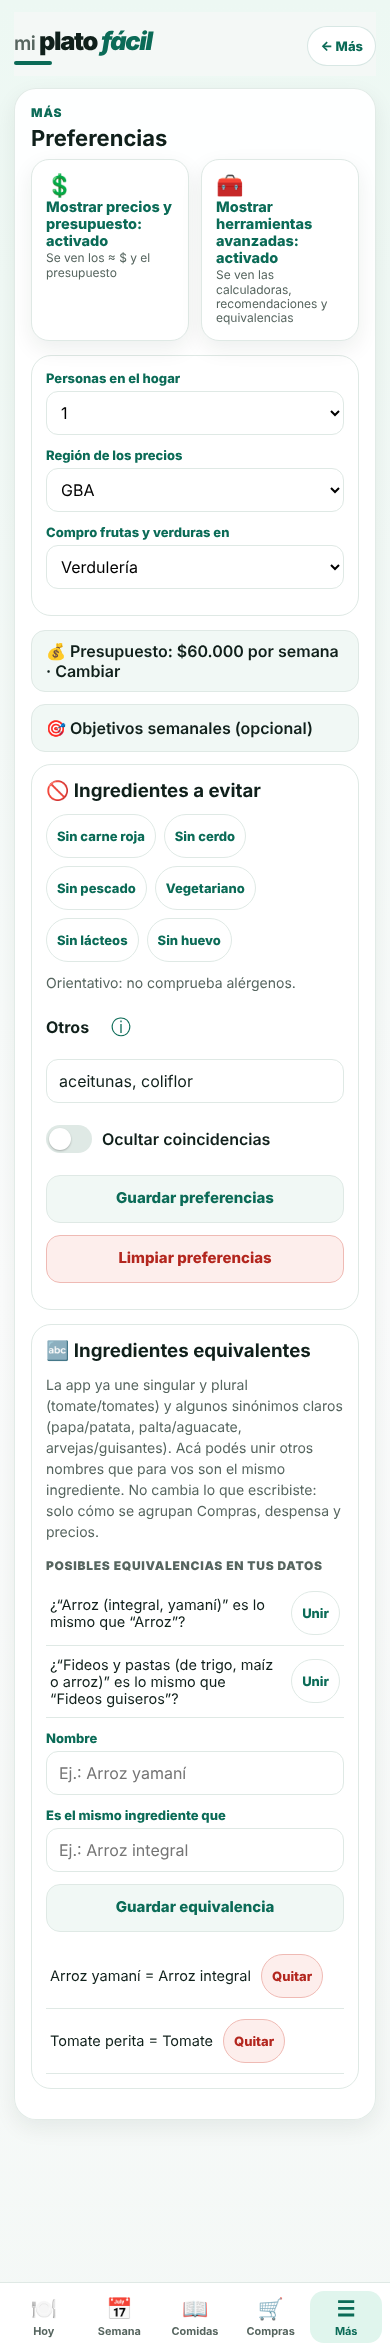 mi plato fácil
← Más
MÁS
Preferencias
💲
Mostrar precios y
presupuesto:
activado
Se ven los ≈ $ y el
presupuesto
🧰
Mostrar
herramientas
avanzadas:
activado
Se ven las
calculadoras,
recomendaciones y
equivalencias
Personas en el hogar
1
Región de los precios
GBA
Compro frutas y verduras en
Verdulería
💰 Presupuesto: $60.000 por semana
· Cambiar
🎯 Objetivos semanales (opcional)
🚫 Ingredientes a evitar
Sin carne roja
Sin cerdo
Sin pescado
Vegetariano
Sin lácteos
Sin huevo
Orientativo: no comprueba alérgenos.
Otros ⓘ
aceitunas, coliflor
Ocultar coincidencias
Guardar preferencias
Limpiar preferencias
🔤 Ingredientes equivalentes
La app ya une singular y plural
(tomate/tomates) y algunos sinónimos claros
(papa/patata, palta/aguacate,
arvejas/guisantes). Acá podés unir otros
nombres que para vos son el mismo
ingrediente. No cambia lo que escribiste:
solo cómo se agrupan Compras, despensa y
precios.
POSIBLES EQUIVALENCIAS EN TUS DATOS
¿“Arroz (integral, yamaní)” es lo
mismo que “Arroz”?
Unir
¿“Fideos y pastas (de trigo, maíz
o arroz)” es lo mismo que
“Fideos guiseros”?
Unir
Nombre
Ej.: Arroz yamaní
Es el mismo ingrediente que
Ej.: Arroz integral
Guardar equivalencia
Arroz yamaní = Arroz integral
Quitar
Tomate perita = Tomate
Quitar
Hoy
Semana
Comidas
Compras
Más